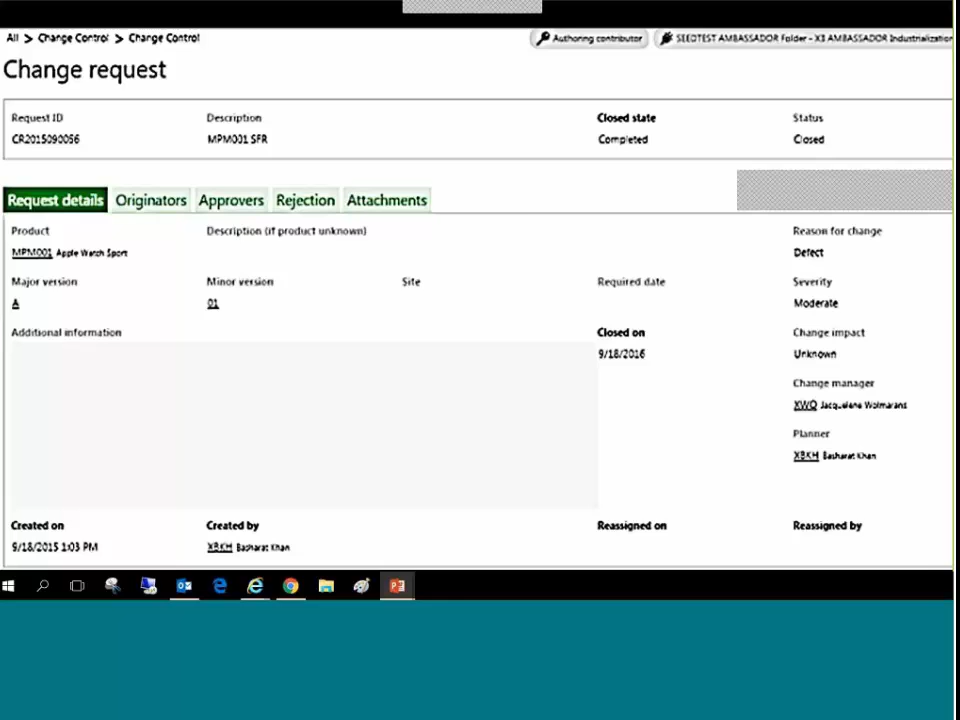 All > Change Control > Change Control
Authoring contributor
SEEDTEST AMBASSADOR Folder - X3 AMBASSADOR Industrialization
Change request
Request ID Description Closed state Status
CR2015090056 MPM001 SFR Completed Closed
Request details Originators Approvers Rejection Attachments
Product Description (if product unknown) Reason for change
MPM001 Apple Watch Sport Defect
Major version Minor version Site Required date Severity
A 01 Moderate
Additional information Closed on Change impact
9/18/2016 Unknown
Change manager
XWO Jacquelene Wolmarans
Planner
XBKH Basharat Khan
Created on Created by Reassigned on Reassigned by
9/18/2015 1:03 PM XBKH Basharat Khan